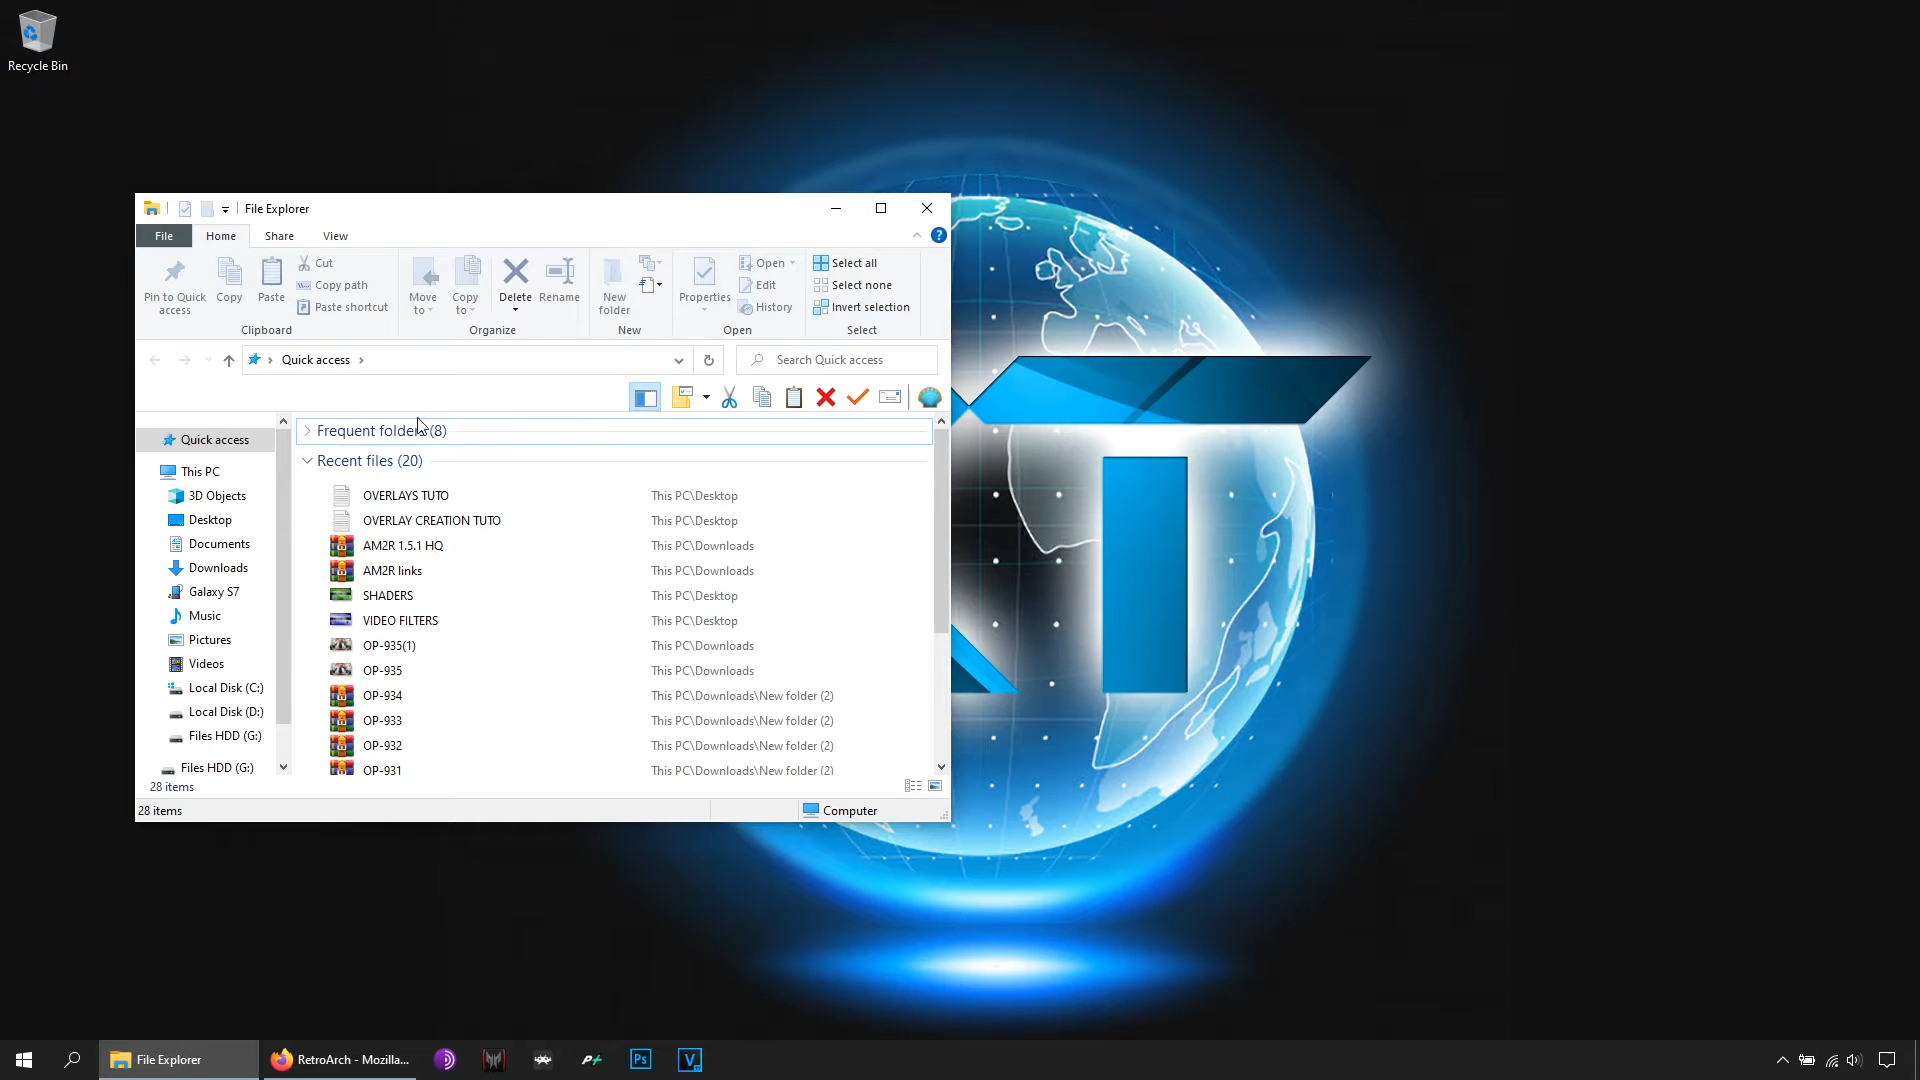 Recycle Bin
File Explorer
File
Home
Share
View
Pin to Quick access
Copy
Paste
Cut
Copy path
Paste shortcut
Clipboard
Move to
Copy to
Delete
Rename
Organize
New folder
New
Properties
Open
Edit
History
Open
Select all
Select none
Invert selection
Select
Quick access
Search Quick access
Quick access
This PC
3D Objects
Desktop
Documents
Downloads
Galaxy S7
Music
Pictures
Videos
Local Disk (C:)
Local Disk (D:)
Files HDD (G:)
Files HDD (G:)
Frequent folders (8)
Recent files (20)
OVERLAYS TUTO This PC\Desktop
OVERLAY CREATION TUTO This PC\Desktop
AM2R 1.5.1 HQ This PC\Downloads
AM2R links This PC\Downloads
SHADERS This PC\Desktop
VIDEO FILTERS This PC\Desktop
OP-935(1) This PC\Downloads
OP-935 This PC\Downloads
OP-934 This PC\Downloads\New folder (2)
OP-933 This PC\Downloads\New folder (2)
OP-932 This PC\Downloads\New folder (2)
OP-931 This PC\Downloads\New folder (2)
28 items
28 items
Computer
File Explorer
RetroArch - Mozilla...
Ps
V